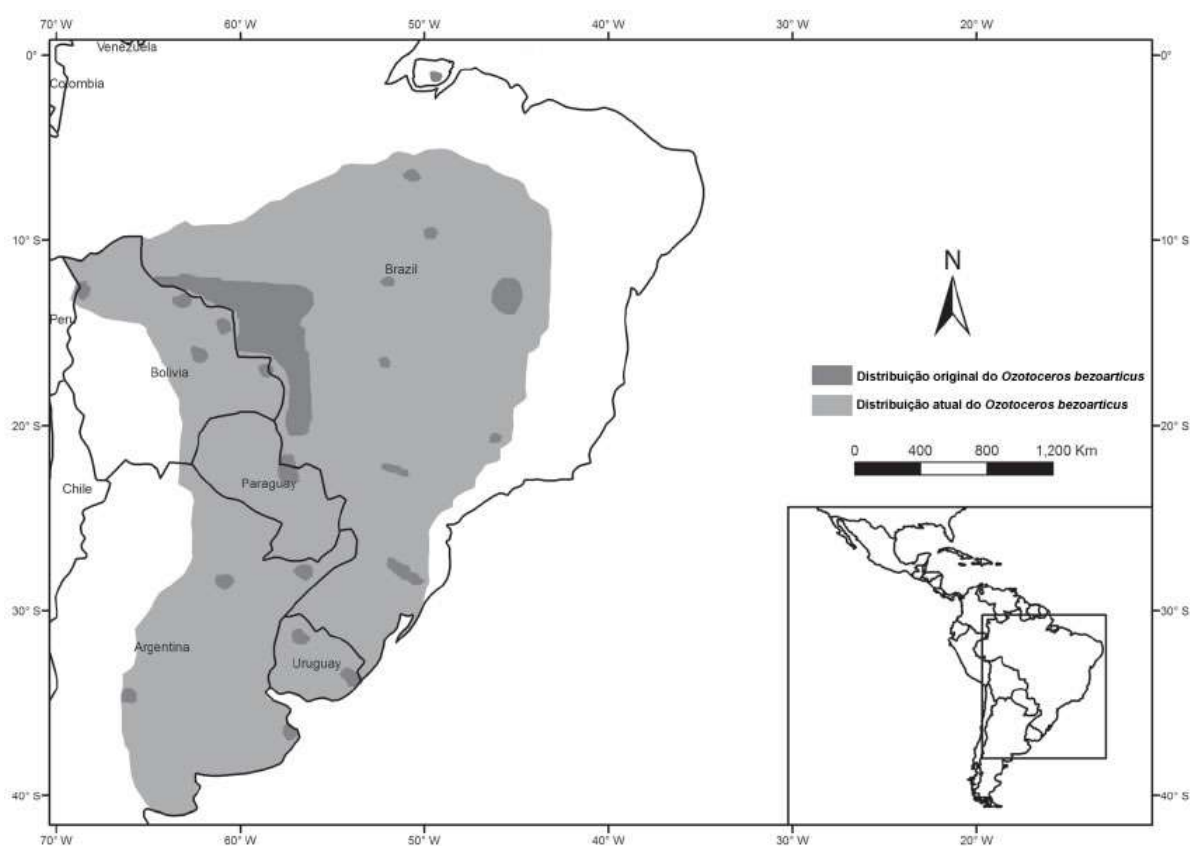 70° W 60° W 50° W 40° W 30° W 20° W
Venezuela
0° 0°
Colombia
10° S 10° S
Brazil
N
Peru
Bolivia
Distribuição original do Ozotoceros bezoarticus
Distribuição atual do Ozotoceros bezoarticus
20° S 20° S
0 400 800 1,200 Km
Paraguay
Chile
30° S 30° S
Argentina
Uruguay
40° S 40° S
70° W 60° W 50° W 40° W 30° W 20° W